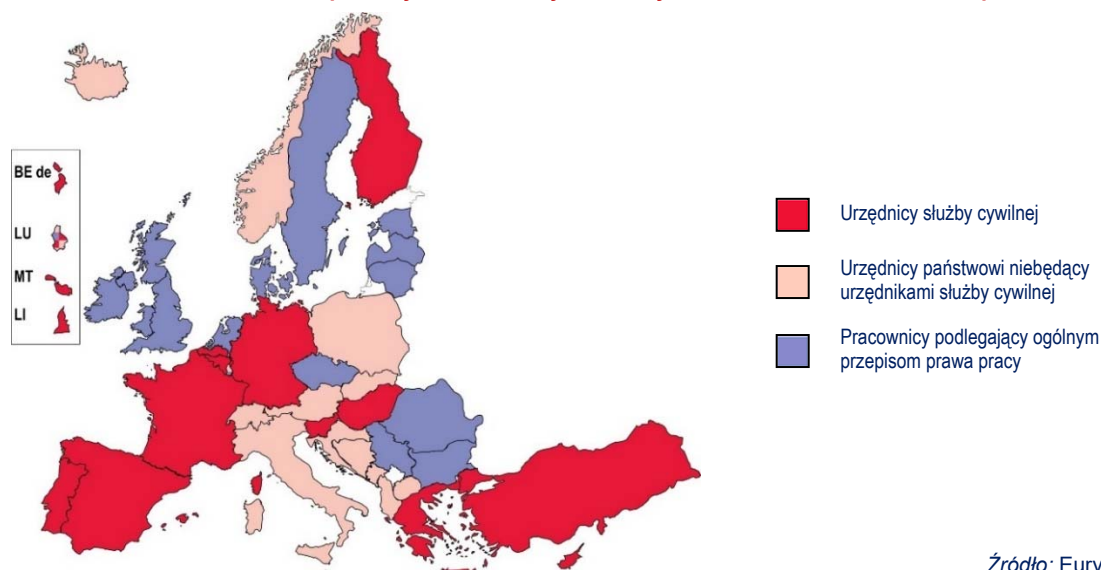 BE de
LU
MT
LI
Urzędnicy służby cywilnej
Urzędnicy państwowi niebędący
urzędnikami służby cywilnej
Pracownicy podlegający ogólnym
przepisom prawa pracy
Źródło: